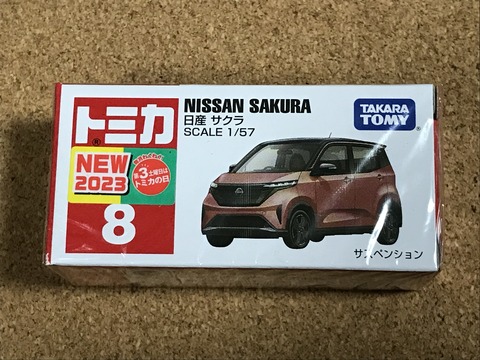 トミカ
NISSAN SAKURA
日産 サクラ
SCALE 1/57
TAKARA
TOMY
NEW
2023
第3土曜日は
トミカの日
8
サスペンション